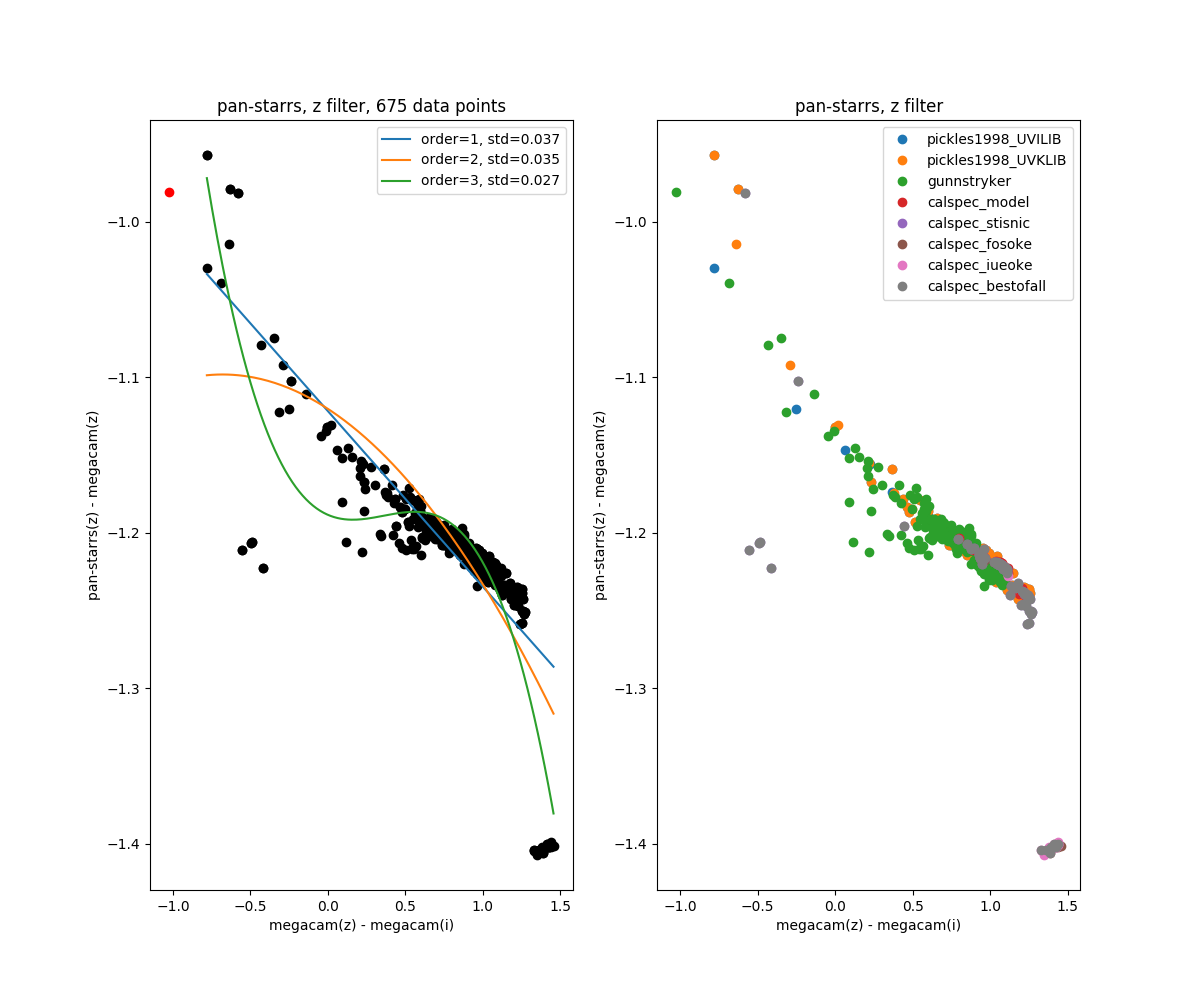 pan-starrs, z filter, 675 data points
order=1, std=0.037
order=2, std=0.035
order=3, std=0.027
pan-starrs(z) - megacam(z)
−1.0
−1.1
−1.2
−1.3
−1.4
−1.0
−0.5
0.0
0.5
1.0
1.5
megacam(z) - megacam(i)
pan-starrs, z filter
pickles1998_UVILIB
pickles1998_UVKLIB
gunnstryker
calspec_model
calspec_stisnic
calspec_fosoke
calspec_iueoke
calspec_bestofall
pan-starrs(z) - megacam(z)
−1.0
−1.1
−1.2
−1.3
−1.4
−1.0
−0.5
0.0
0.5
1.0
1.5
megacam(z) - megacam(i)